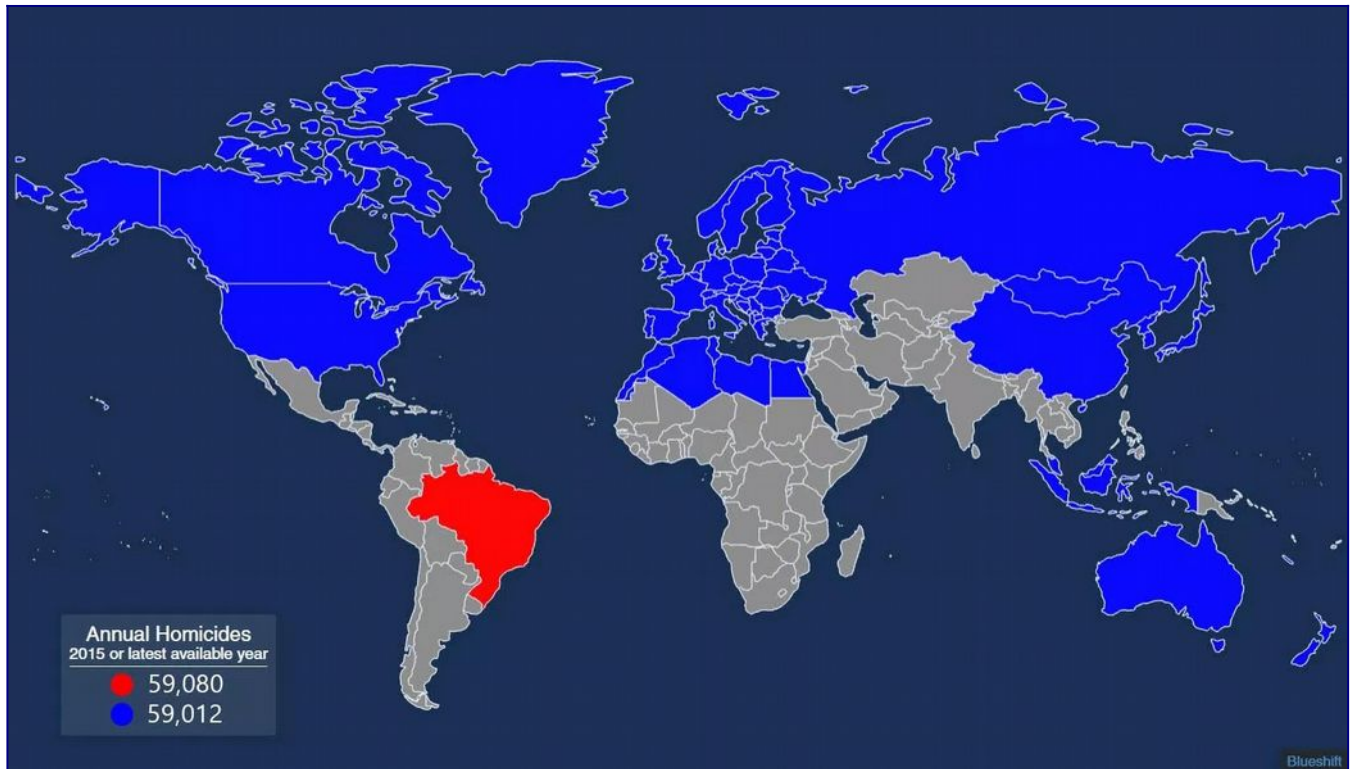 Annual Homicides
2015 or latest available year
59,080
59,012
Blueshift